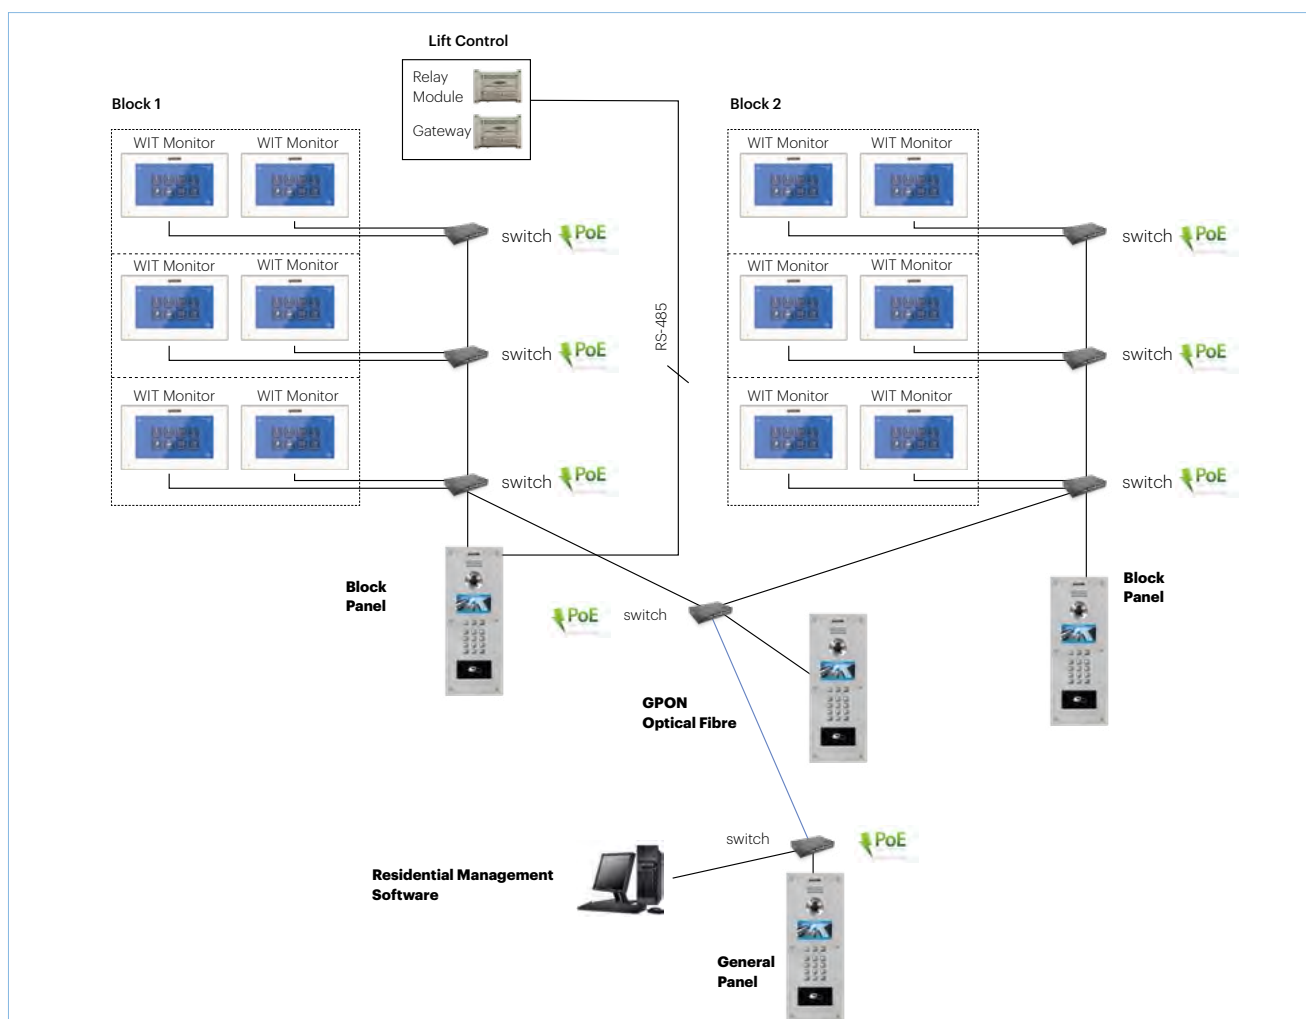 Lift Control
Relay
Module
Gateway
Block 1
Block 2
WIT Monitor
WIT Monitor
WIT Monitor
WIT Monitor
switch
PoE
switch
PoE
WIT Monitor
WIT Monitor
WIT Monitor
WIT Monitor
RS-485
switch
PoE
switch
PoE
WIT Monitor
WIT Monitor
WIT Monitor
WIT Monitor
switch
PoE
switch
PoE
Block
Panel
Block
Panel
PoE
switch
GPON
Optical Fibre
switch
PoE
Residential Management
Software
General
Panel